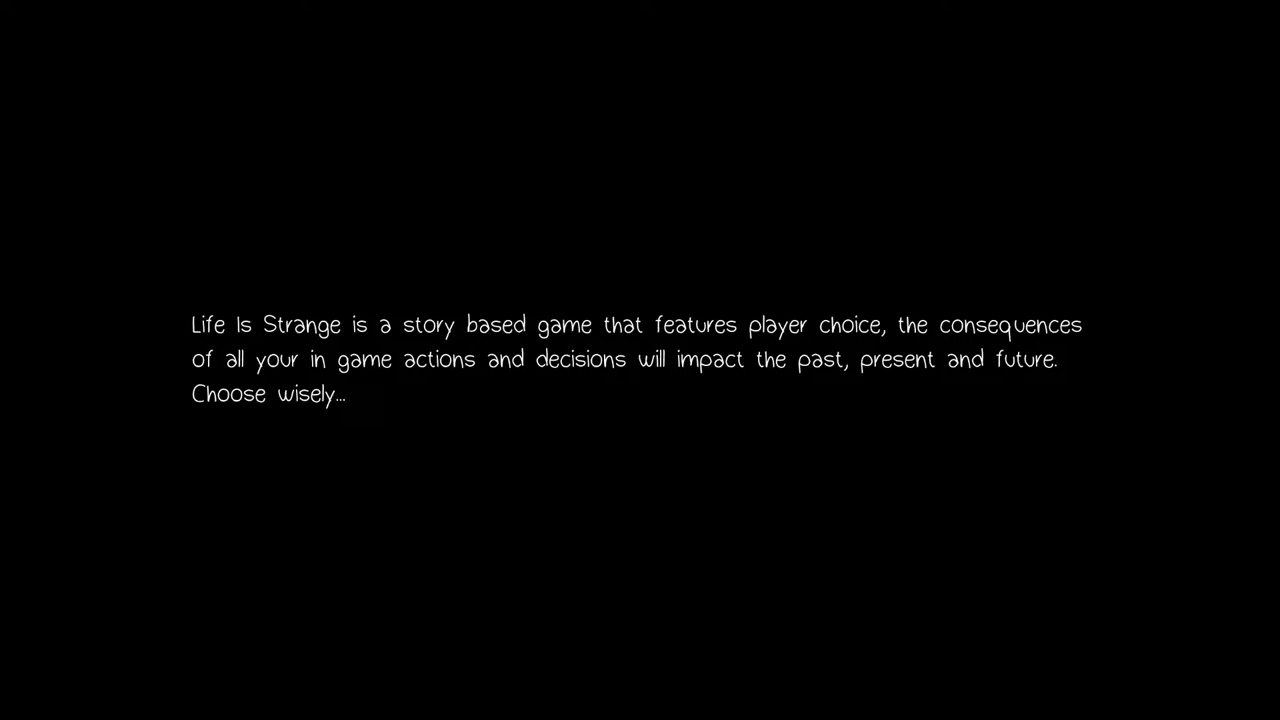 Life Is Strange is a story based game that features player choice, the consequences
of all your in game actions and decisions will impact the past, present and future.
Choose wisely...